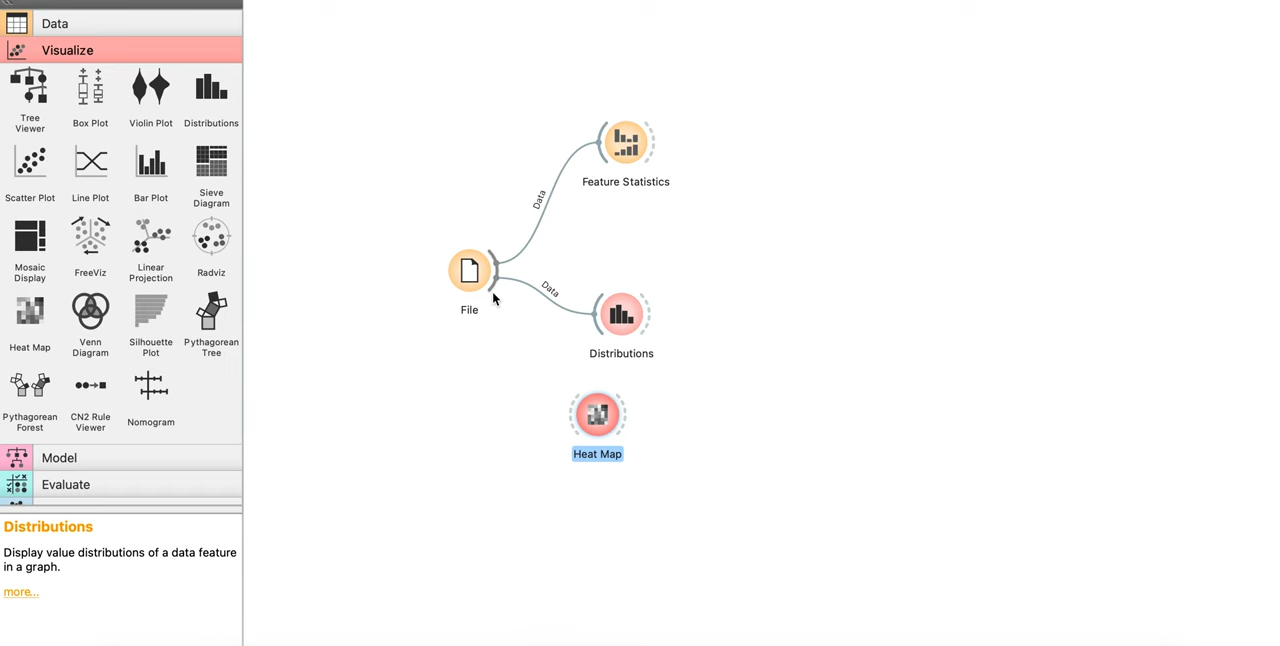 Data
Visualize
Tree
Viewer
Box Plot
Violin Plot
Distributions
Scatter Plot
Line Plot
Bar Plot
Sieve
Diagram
Mosaic
Display
FreeViz
Linear
Projection
Radviz
Heat Map
Venn
Diagram
Silhouette
Plot
Pythagorean
Tree
Pythagorean
Forest
CN2 Rule
Viewer
Nomogram
Model
Evaluate
Distributions
Display value distributions of a data feature
in a graph.
more...
Feature Statistics
Data
File
Data
Distributions
Heat Map